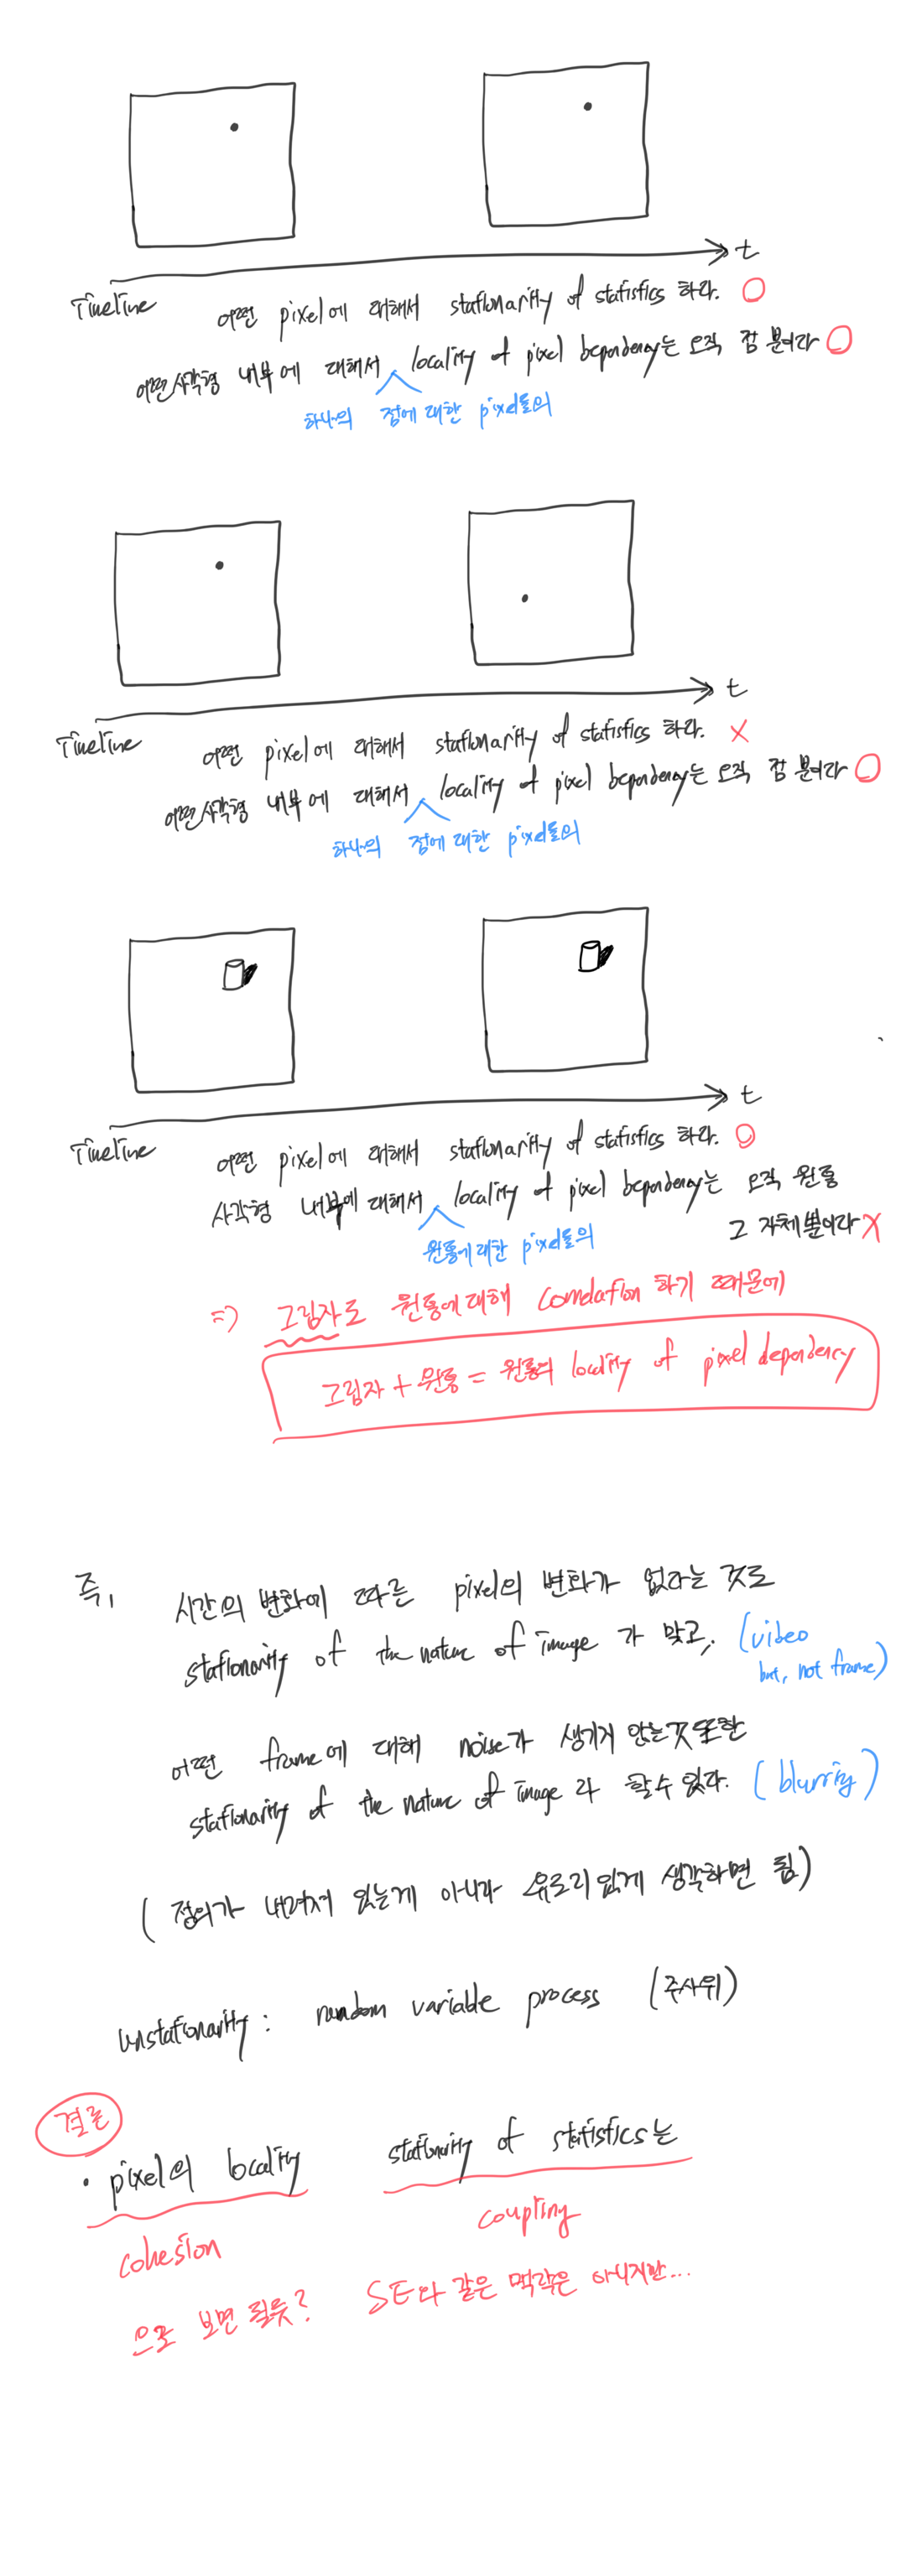 t
Timeline
어떤 pixel에 대해서 stationarity of statistics 하다. O
어떤 사각형 내부에 대해서 locality of pixel dependency는 오직 점 뿐이라 O
하나의 점에 대한 pixel들의
t
Timeline
어떤 pixel에 대해서 stationarity of statistics 하다. X
어떤 사각형 내부에 대해서 locality of pixel dependency는 오직 점 뿐이라 O
하나의 점에 대한 pixel들의
t
Timeline
어떤 pixel에 대해서 stationarity of statistics 하다. O
사각형 내부에 대해서 locality of pixel dependency는 오직 원통
그 자체뿐이라 X
원통에 대한 pixel들의
=> 그림자도 원통에 대해 correlation 하기 때문에
그림자 + 원통 = 원통의 locality of pixel dependency
즉, 시간의 변화에 따른 pixel의 변화가 없다는 것도
stationarity of the nature of image 가 맞고, (video
but, not frame)
어떤 frame에 대해 noise가 생기지 않는것 또한
stationarity of the nature of image 라 할수 있다. (blurring)
(정의가 내려져 있는게 아니라 유도리있게 생각하면 됨)
unstationarity : random variable process (주사위)
결론
• pixel의 locality stationarity of statistics는
cohesion coupling
으로 보면 될듯? SE와 같은 맥락은 아니지만...